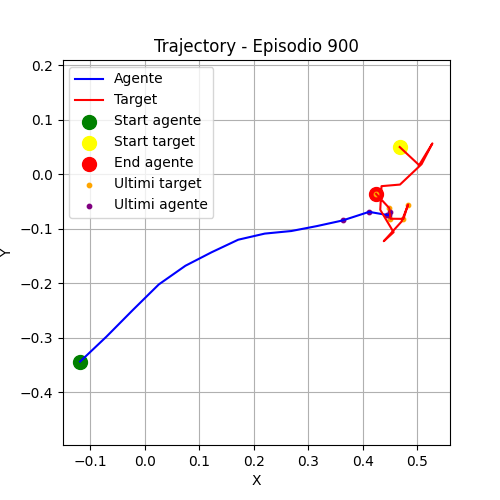 Trajectory - Episodio 900
Agente
Target
Start agente
Start target
End agente
Ultimi target
Ultimi agente
0.2
0.1
0.0
−0.1
−0.2
−0.3
−0.4
Y
−0.1
0.0
0.1
0.2
0.3
0.4
0.5
X